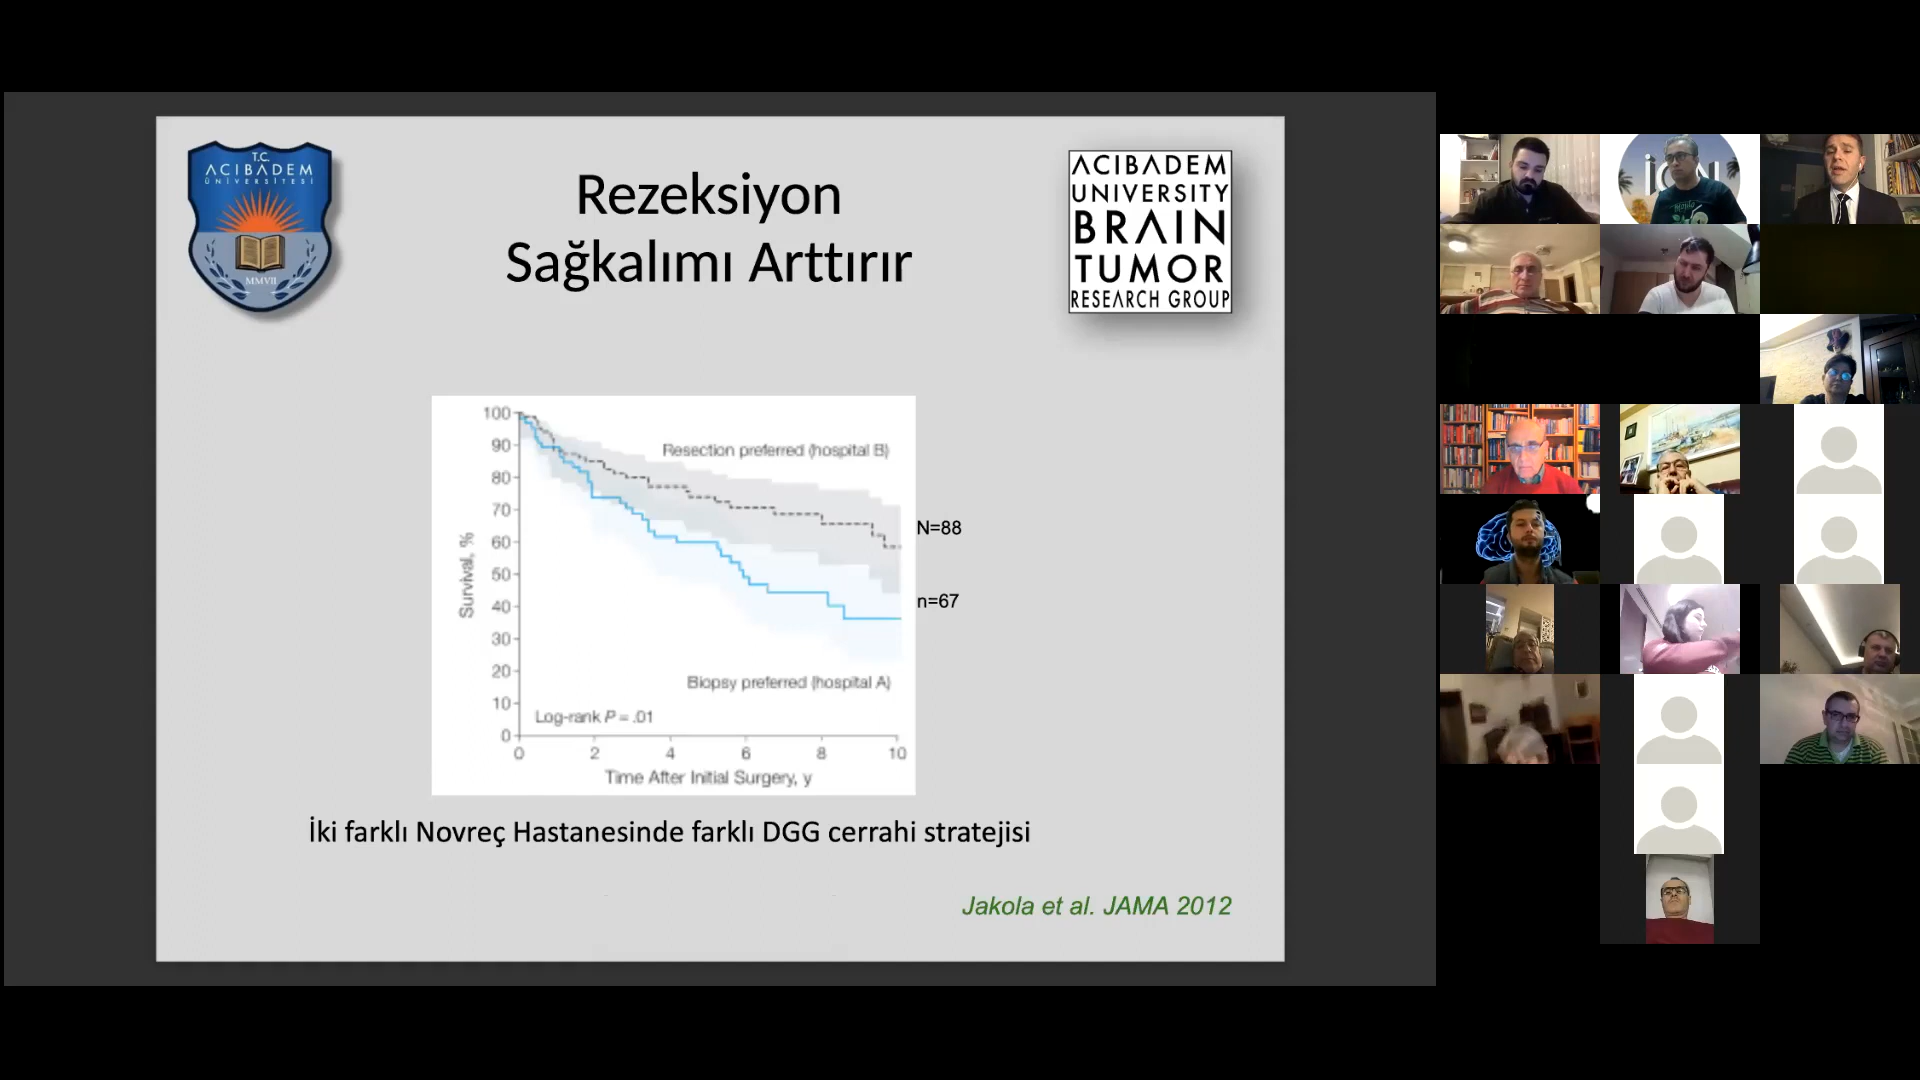 T.C.
ACIBADEM
ÜNİVERSİTESİ
MMVII
Rezeksiyon
Sağkalımı Arttırır
ACIBADEM
UNIVERSITY
BRAIN
TUMOR
RESEARCH GROUP
100
90
80
70
60
50
40
30
20
10
0
Survival, %
Resection preferred (hospital B)
N=88
n=67
Biopsy preferred (hospital A)
Log-rank P = .01
0 2 4 6 8 10
Time After Initial Surgery, y
İki farklı Novreç Hastanesinde farklı DGG cerrahi stratejisi
Jakola et al. JAMA 2012